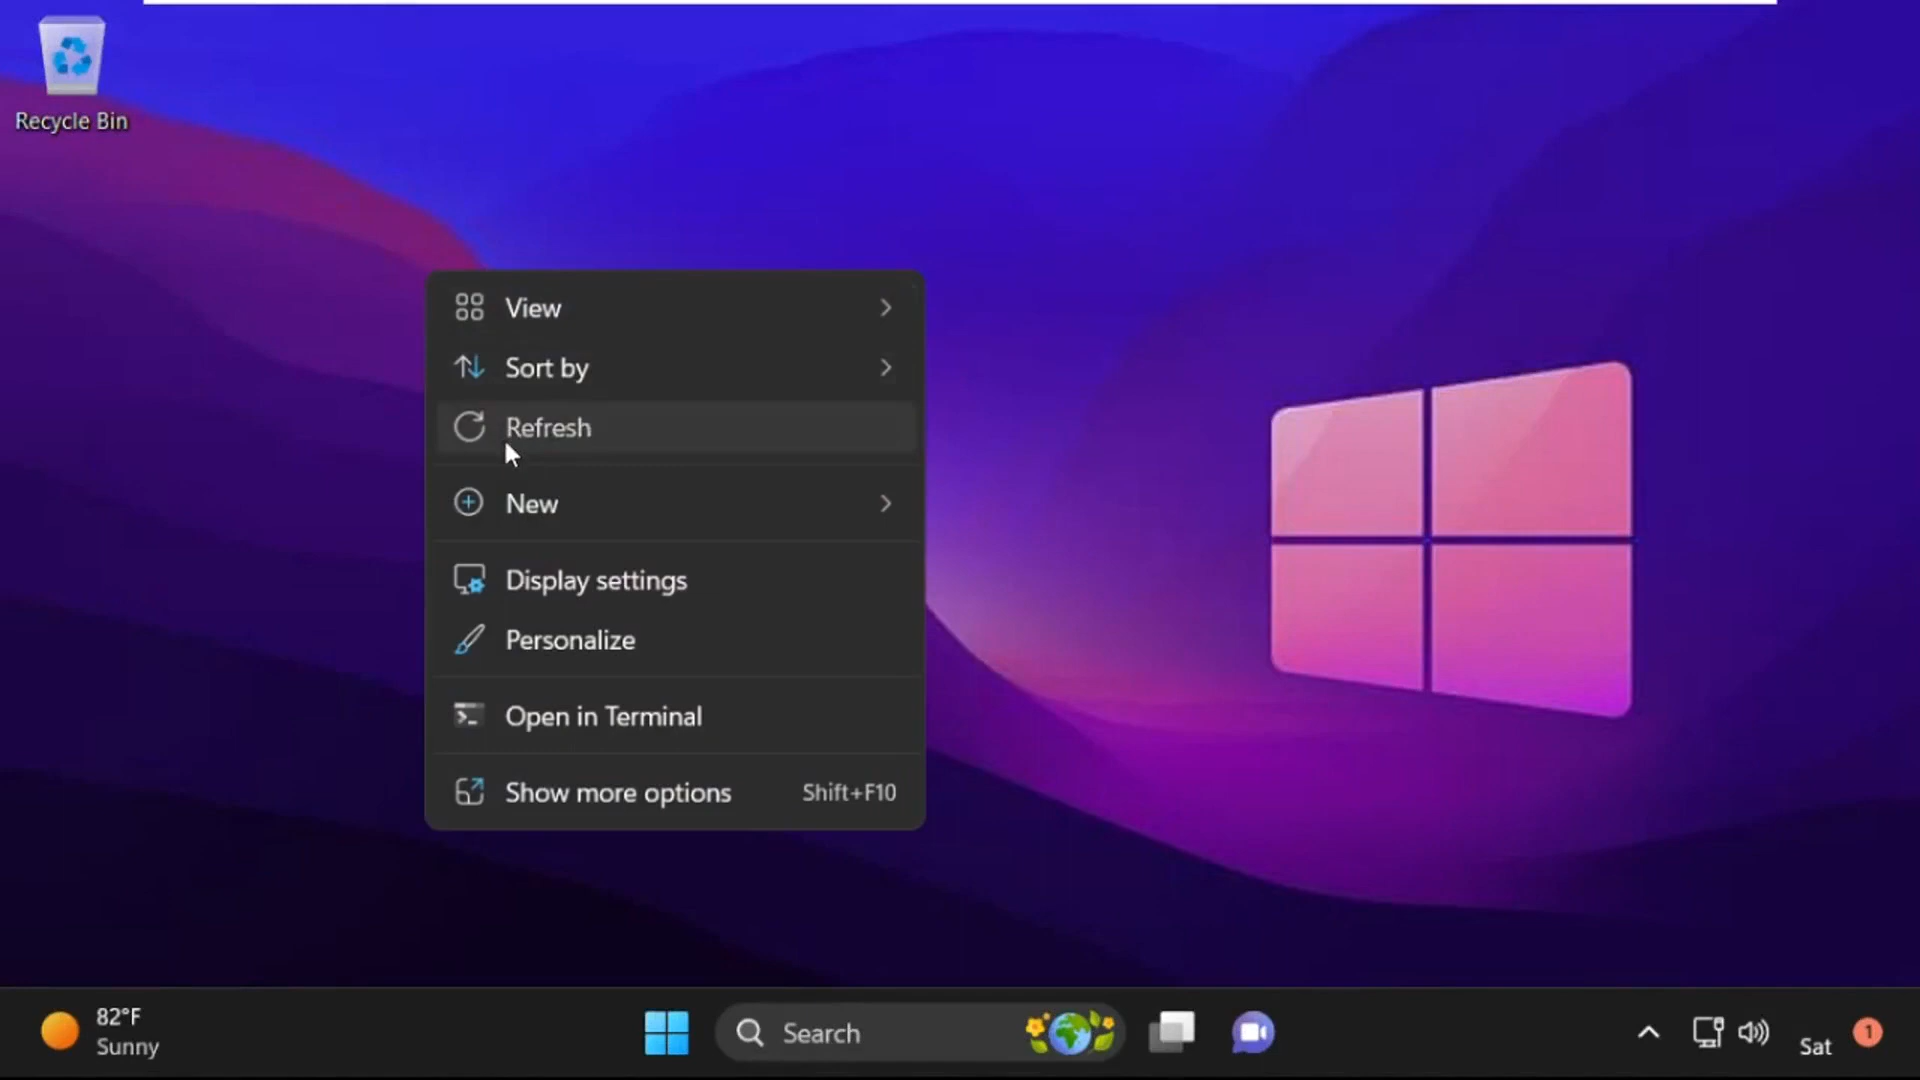 Recycle Bin
View
Sort by
Refresh
New
Display settings
Personalize
Open in Terminal
Show more options Shift+F10
82°F
Sunny
Search
Sat
1